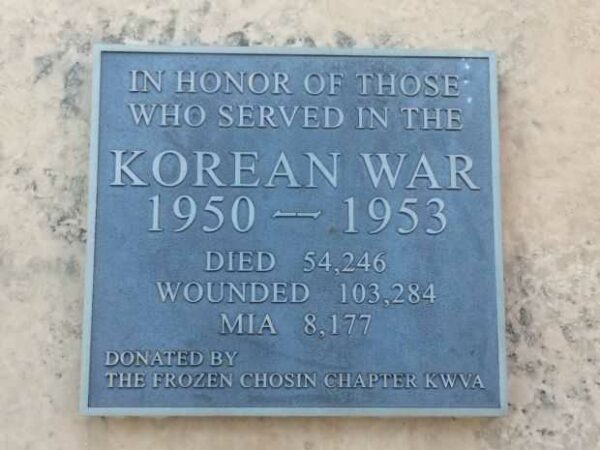 IN HONOR OF THOSE
WHO SERVED IN THE
KOREAN WAR
1950 — 1953
DIED 54,246
WOUNDED 103,284
MIA 8,177
DONATED BY
THE FROZEN CHOSIN CHAPTER KWVA